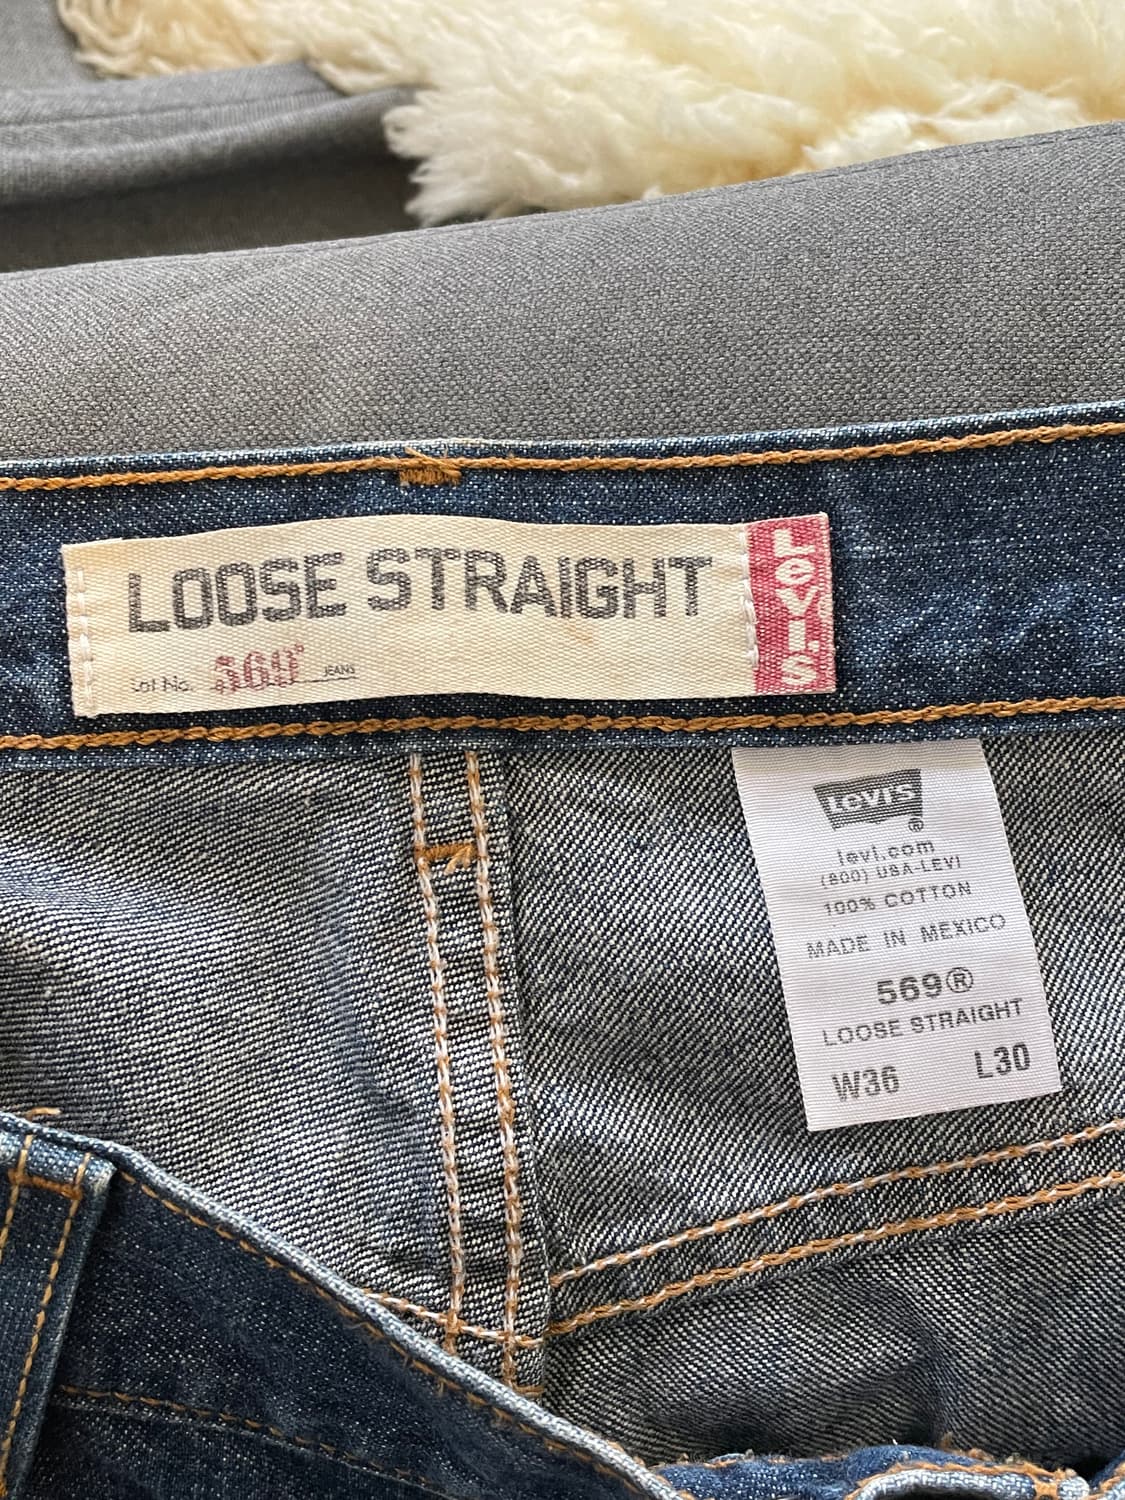 LOOSE STRAIGHT
Lot No. 569® JEANS
LEVI'S
LEVI'S®
levi.com
(800) USA-LEVI
100% COTTON
MADE IN MEXICO
569®
LOOSE STRAIGHT
W36 L30